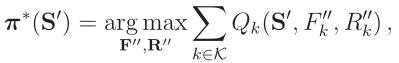 π*(S′) = arg max_{F″,R″} ∑_{k∈𝒦} Q_k(S′, F″_k, R″_k) ,